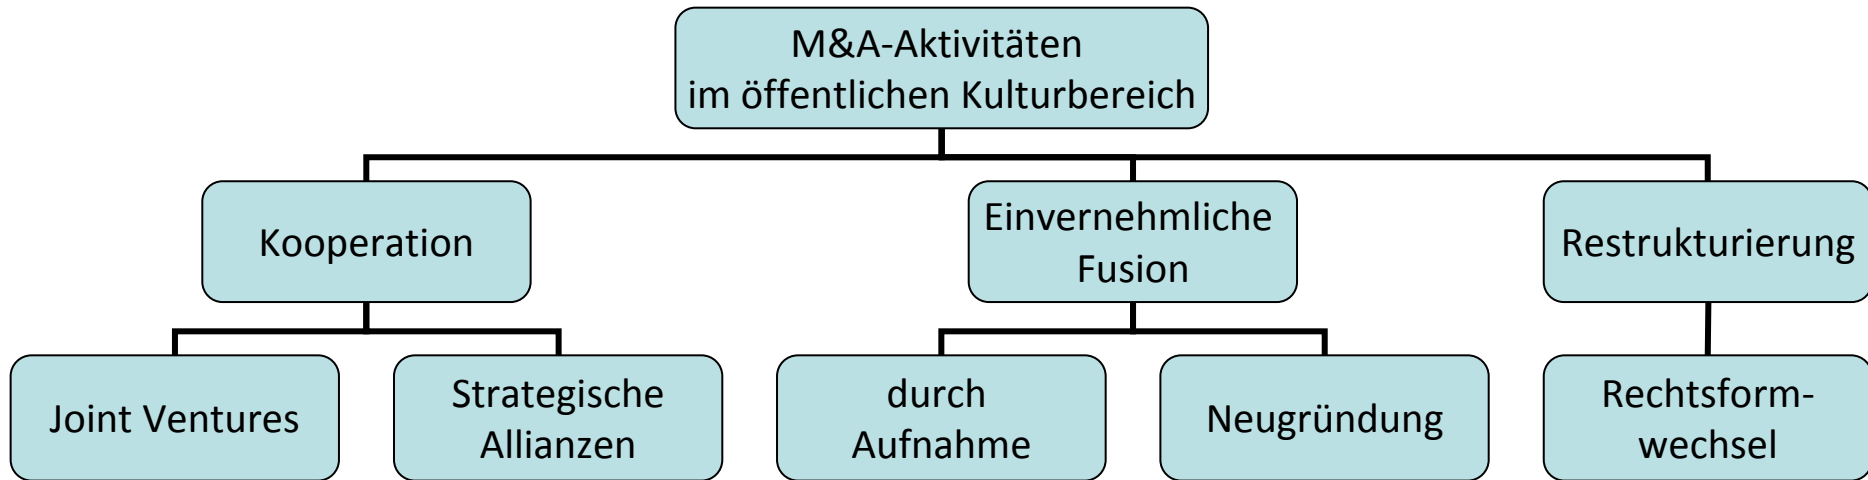 M&A-Aktivitäten
im öffentlichen Kulturbereich
Kooperation
Einvernehmliche
Fusion
Restrukturierung
Joint Ventures
Strategische
Allianzen
durch
Aufnahme
Neugründung
Rechtsform-
wechsel